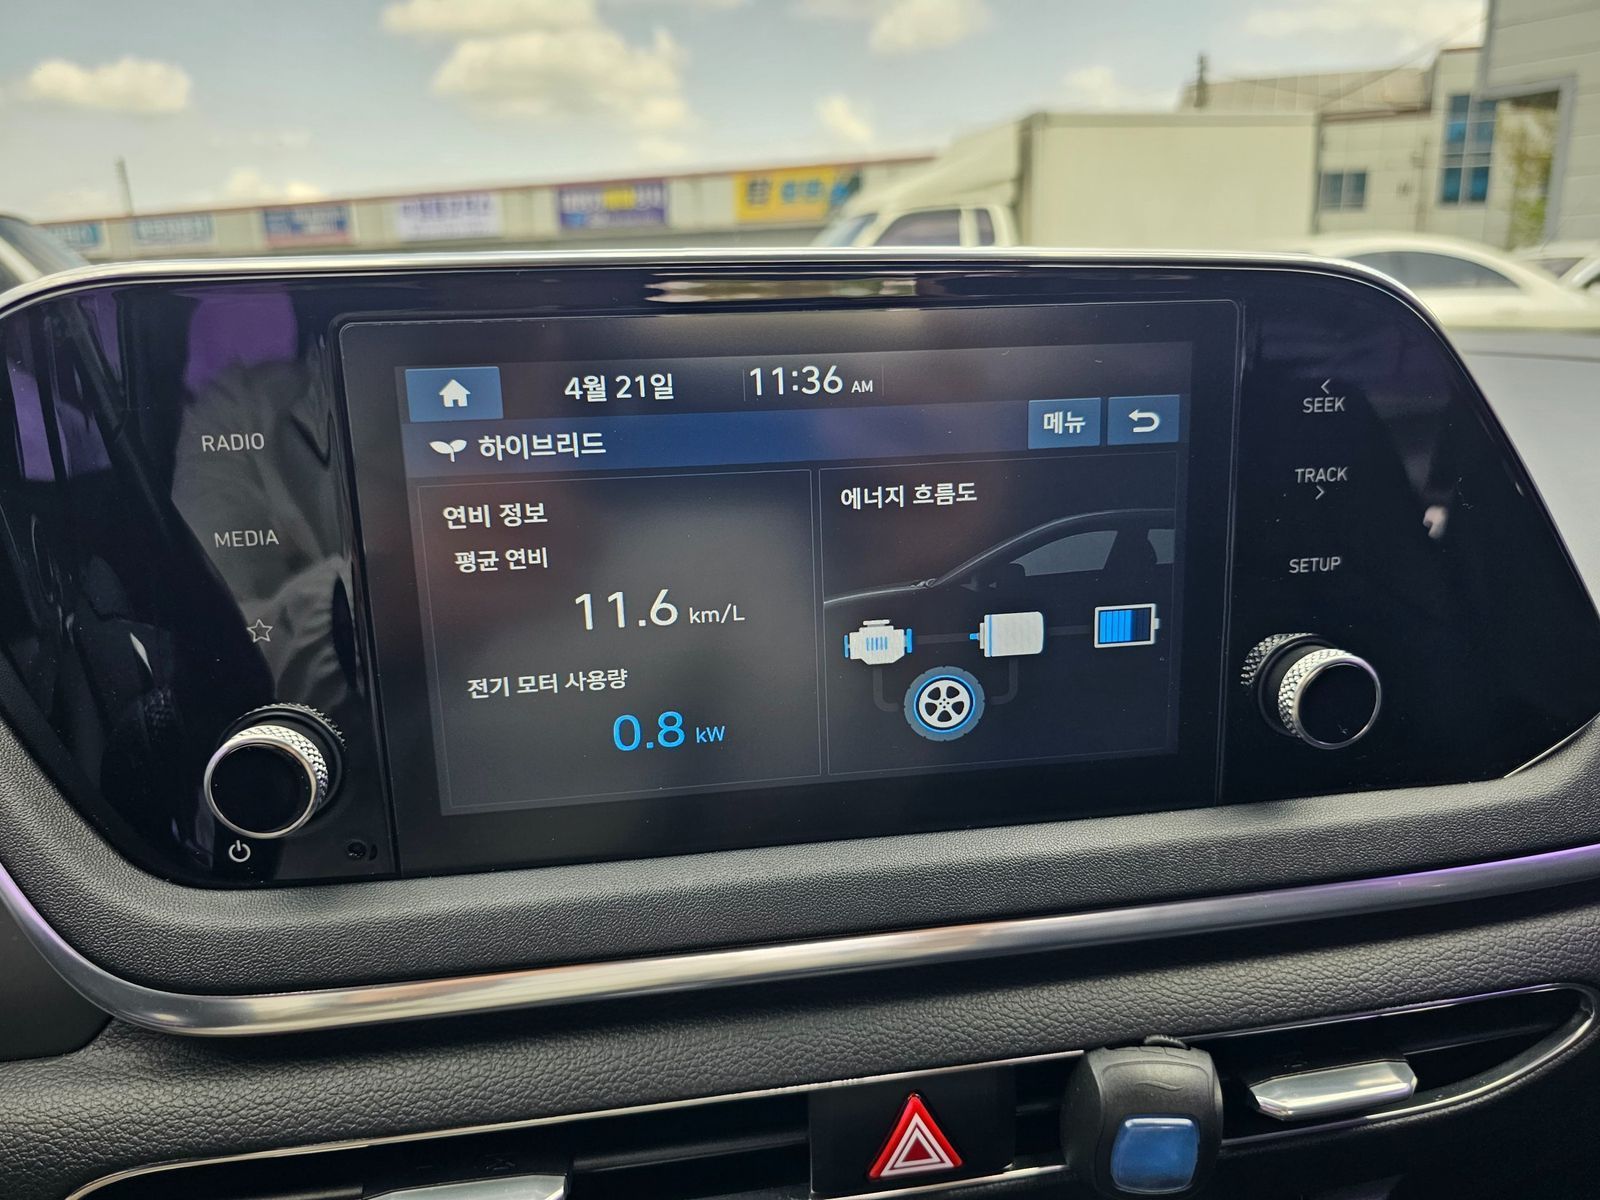 RADIO
MEDIA
4월 21일
11:36 AM
하이브리드
메뉴
연비 정보
평균 연비
11.6 km/L
전기 모터 사용량
0.8 kW
에너지 흐름도
SEEK
TRACK
SETUP